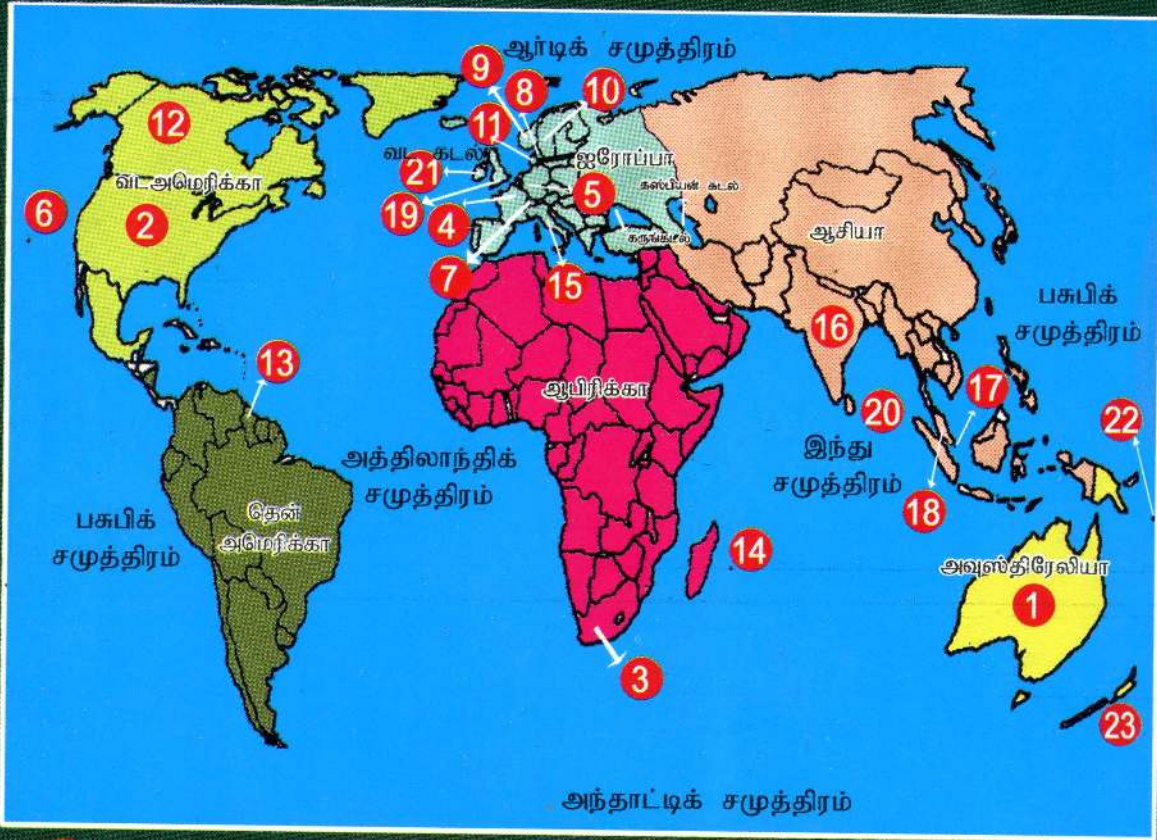 ஆர்டிக் சமுத்திரம்
9
8
10
12
11
வட கடல்
ஐரோப்பா
21
வடஅமெரிக்கா
கஸ்பியன் கடல்
6
2
19
4
5
கருங்கடல்
ஆசியா
7
15
பசுபிக்
சமுத்திரம்
16
13
17
ஆபிரிக்கா
20
22
அத்திலாந்திக்
சமுத்திரம்
இந்து
சமுத்திரம்
18
பசுபிக்
சமுத்திரம்
தென்
அமெரிக்கா
14
அவுஸ்திரேலியா
1
3
23
அந்தாட்டிக் சமுத்திரம்